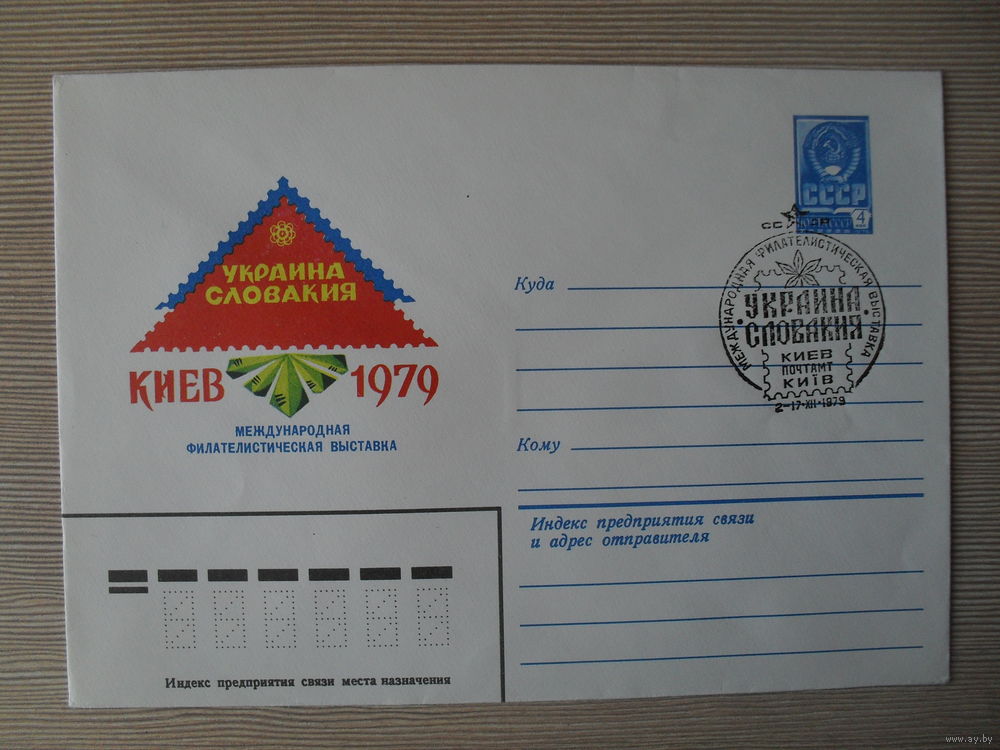 УКРАИНА
СЛОВАКИЯ
КИЕВ 1979
МЕЖДУНАРОДНАЯ
ФИЛАТЕЛИСТИЧЕСКАЯ ВЫСТАВКА
СССР
4
МЕЖДУНАРОДНАЯ ФИЛАТЕЛИСТИЧЕСКАЯ ВЫСТАВКА
УКРАИНА
СЛОВАКИЯ
КИЕВ
ПОЧТАМТ
КИЇВ
2-17•XII•1979
Куда
Кому
Индекс предприятия связи
и адрес отправителя
Индекс предприятия связи места назначения
www.ay.by